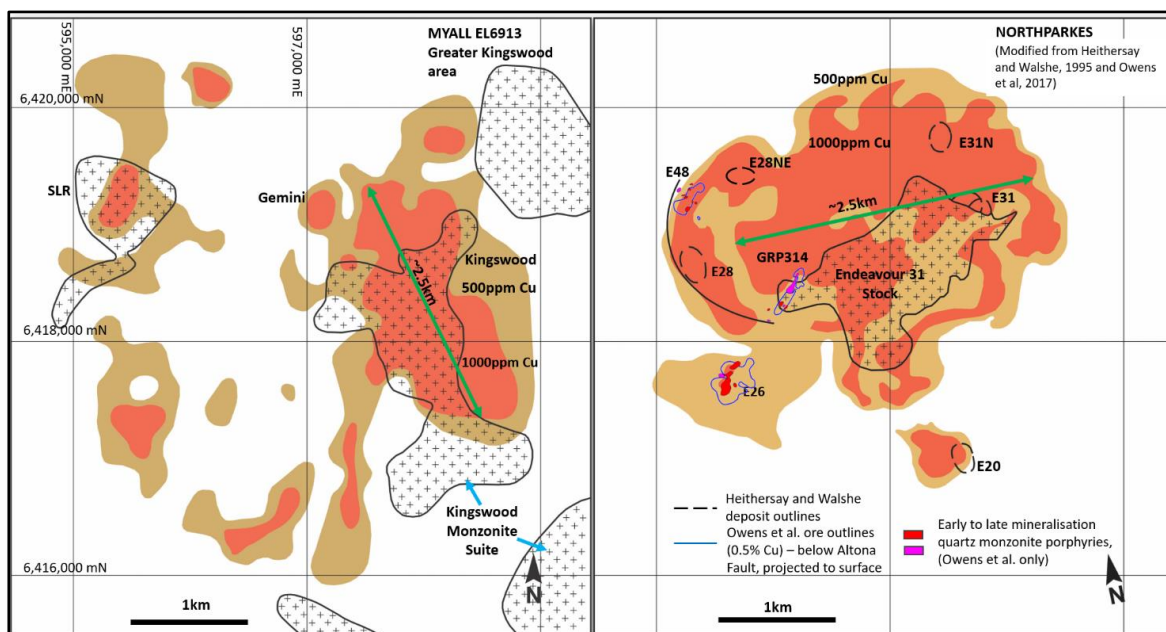 595,000 mE
597,000 mE
MYALL EL6913
Greater Kingswood
area
6,420,000 mN
SLR
Gemini
Kingswood
500ppm Cu
~2.5km
6,418,000 mN
1000ppm Cu
Kingswood
Monzonite
Suite
6,416,000 mN
N
1km
NORTHPARKES
(Modified from Heithersay
and Walshe, 1995 and Owens
et al, 2017)
500ppm Cu
1000ppm Cu
E31N
E28NE
E48
E31
~2.5km
GRP314
E28
Endeavour 31
Stock
E26
E20
Heithersay and Walshe
deposit outlines
Owens et al. ore outlines
(0.5% Cu) – below Altona
Fault, projected to surface
Early to late mineralisation
quartz monzonite porphyries,
(Owens et al. only)
1km
N